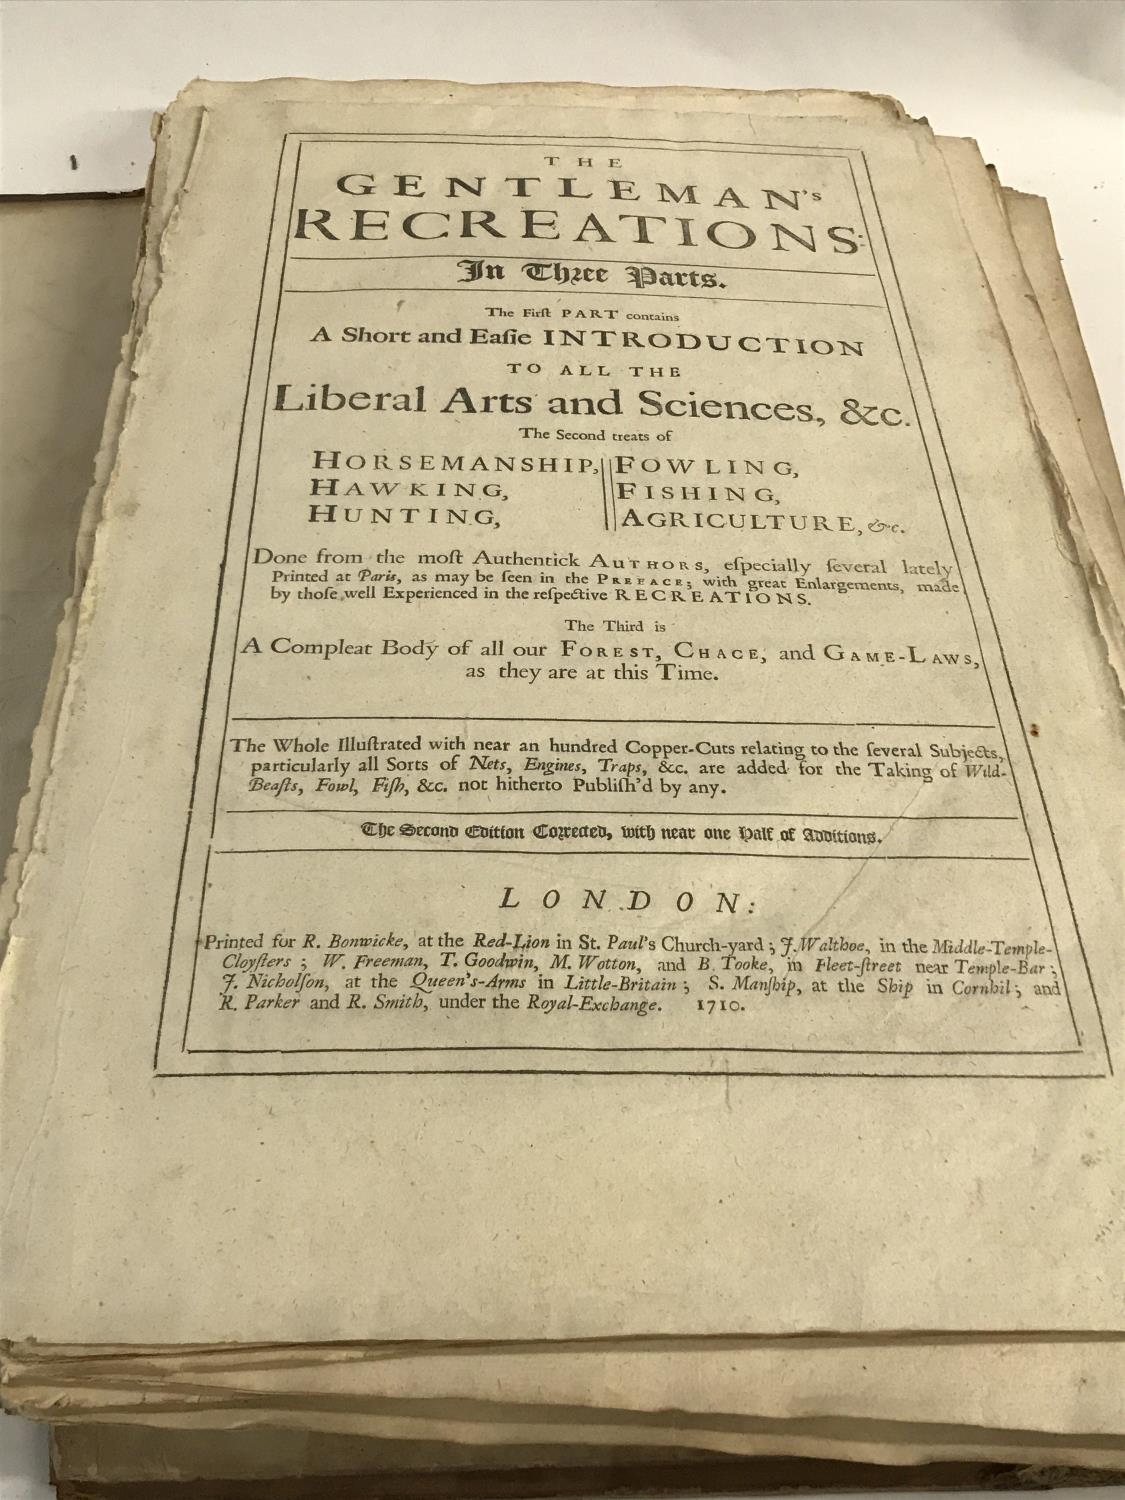 THE
GENTLEMAN's
RECREATIONS:
In Three Parts.
The Firſt PART contains
A Short and Eaſie INTRODUCTION
TO ALL THE
Liberal Arts and Sciences, &c.
The Second treats of
HORSEMANSHIP, FOWLING,
HAWKING, FISHING,
HUNTING, AGRICULTURE, &c.
Done from the moſt Authentick AUTHORS, eſpecially ſeveral lately
Printed at Paris, as may be ſeen in the PREFACE; with great Enlargements, made
by thoſe well Experienced in the reſpective RECREATIONS.
The Third is
A Compleat Body of all our FOREST, CHACE, and GAME-LAWS,
as they are at this Time.
The Whole Illuſtrated with near an hundred Copper-Cuts relating to the ſeveral Subjects,
particularly all Sorts of Nets, Engines, Traps, &c. are added for the Taking of Wild-
Beaſts, Fowl, Fiſh, &c. not hitherto Publiſh'd by any.
The Second Edition Corrected, with near one Half of Additions.
LONDON:
Printed for R. Bonwicke, at the Red-Lion in St. Paul's Church-yard; J. Walthoe, in the Middle-Temple-
Cloyſters; W. Freeman, T. Goodwin, M. Wotton, and B. Tooke, in Fleet-ſtreet near Temple-Bar;
J. Nicholſon, at the Queen's-Arms in Little-Britain; S. Manſhip, at the Ship in Cornhil; and
R. Parker and R. Smith, under the Royal-Exchange. 1710.